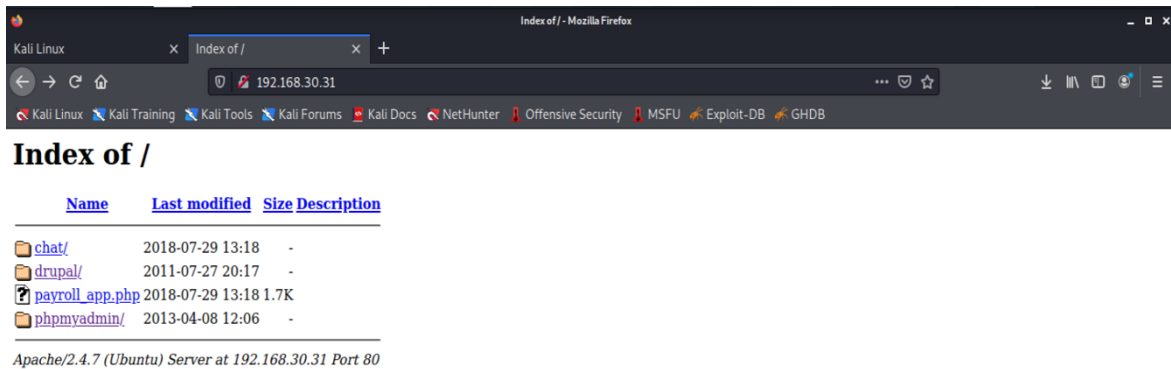 Index of / - Mozilla Firefox
Kali Linux
Index of /
192.168.30.31
Kali Linux Kali Training Kali Tools Kali Forums Kali Docs NetHunter Offensive Security MSFU Exploit-DB GHDB
Index of /
Name Last modified Size Description
chat/ 2018-07-29 13:18 -
drupal/ 2011-07-27 20:17 -
payroll_app.php 2018-07-29 13:18 1.7K
phpmyadmin/ 2013-04-08 12:06 -
Apache/2.4.7 (Ubuntu) Server at 192.168.30.31 Port 80